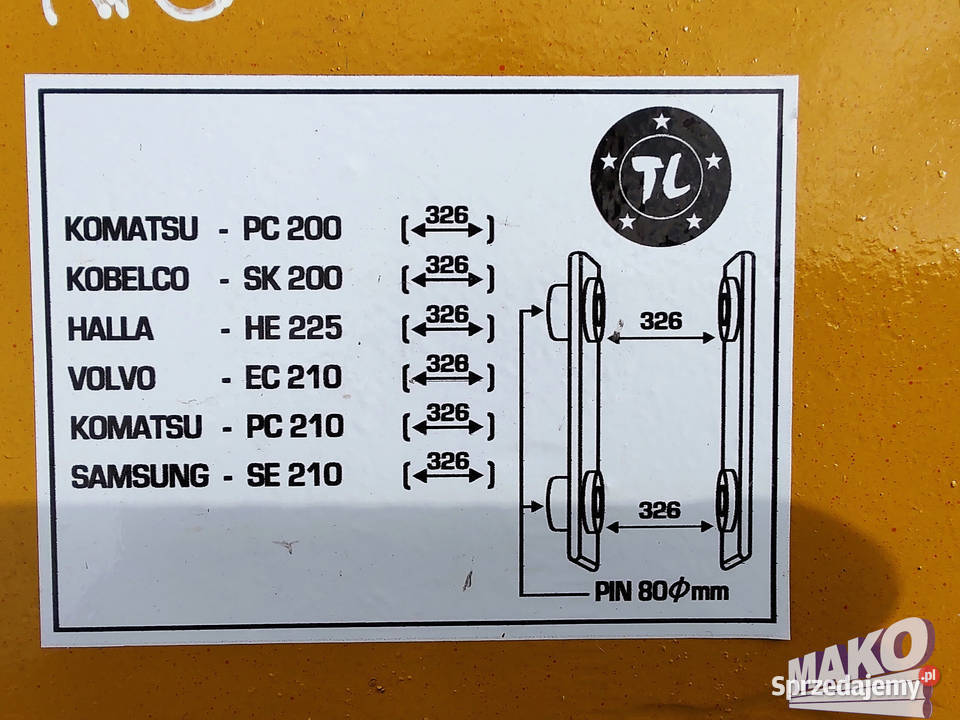 TL
KOMATSU - PC 200 [326]
KOBELCO - SK 200 [326]
HALLA - HE 225 [326]
VOLVO - EC 210 [326]
KOMATSU - PC 210 [326]
SAMSUNG - SE 210 [326]
326
326
PIN 80ϕmm
MAKO
Sprzedajemy.pl